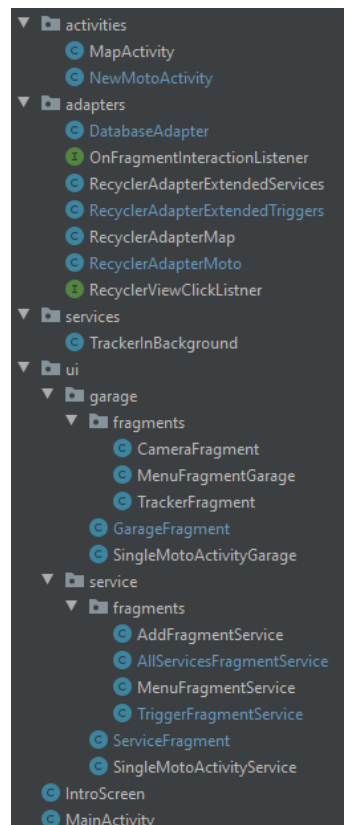 activities
MapActivity
NewMotoActivity
adapters
DatabaseAdapter
OnFragmentInteractionListener
RecyclerAdapterExtendedServices
RecyclerAdapterExtendedTriggers
RecyclerAdapterMap
RecyclerAdapterMoto
RecyclerViewClickListner
services
TrackerInBackground
ui
garage
fragments
CameraFragment
MenuFragmentGarage
TrackerFragment
GarageFragment
SingleMotoActivityGarage
service
fragments
AddFragmentService
AllServicesFragmentService
MenuFragmentService
TriggerFragmentService
ServiceFragment
SingleMotoActivityService
IntroScreen
MainActivity